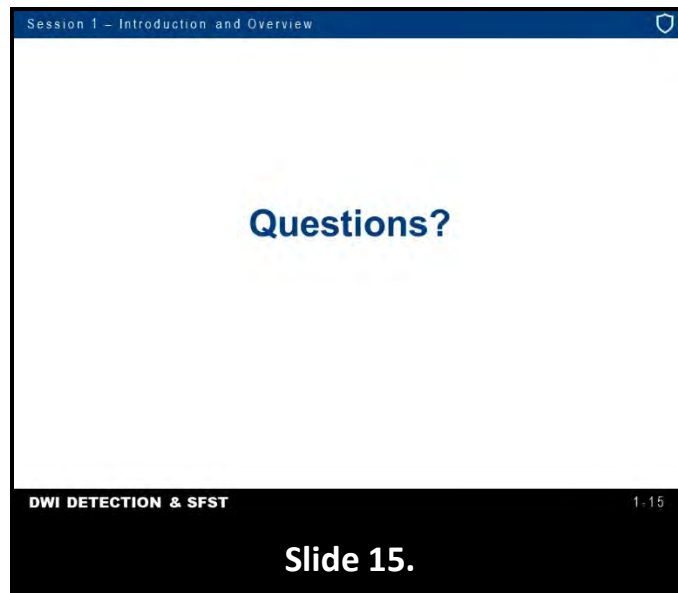 Session 1 – Introduction and Overview
Questions?
DWI DETECTION & SFST
1-15
Slide 15.